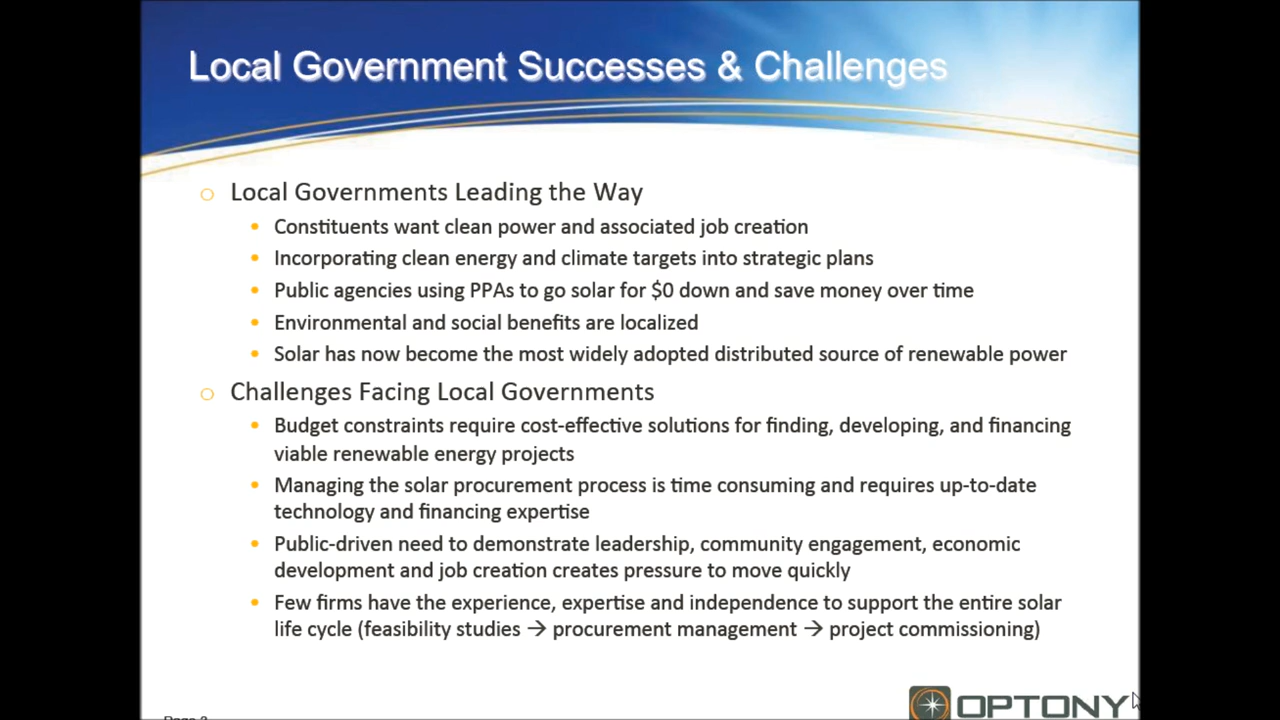 Local Government Successes & Challenges
Local Governments Leading the Way
Constituents want clean power and associated job creation
Incorporating clean energy and climate targets into strategic plans
Public agencies using PPAs to go solar for $0 down and save money over time
Environmental and social benefits are localized
Solar has now become the most widely adopted distributed source of renewable power
Challenges Facing Local Governments
Budget constraints require cost-effective solutions for finding, developing, and financing
viable renewable energy projects
Managing the solar procurement process is time consuming and requires up-to-date
technology and financing expertise
Public-driven need to demonstrate leadership, community engagement, economic
development and job creation creates pressure to move quickly
Few firms have the experience, expertise and independence to support the entire solar
life cycle (feasibility studies → procurement management → project commissioning)
OPTONY